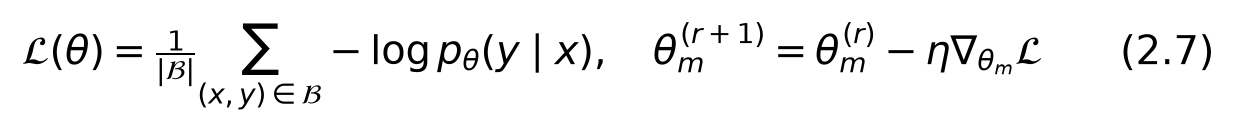 ℒ(θ) = 1/|ℬ| ∑_{(x, y) ∈ ℬ} − log p_θ(y | x),    θ_m^{(r + 1)} = θ_m^{(r)} − η∇_{θ_m}ℒ    (2.7)